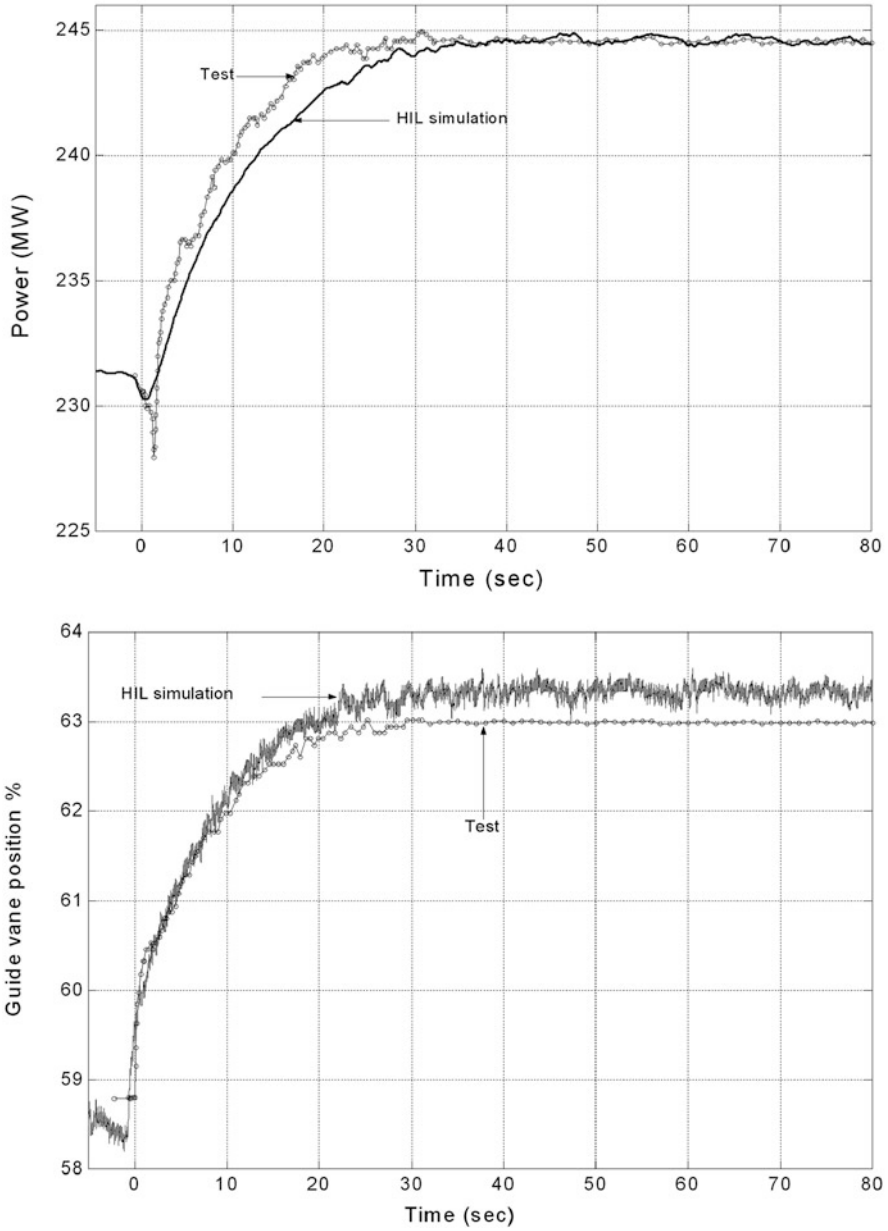 245
240
235
230
225
Power (MW)
Test
HIL simulation
0 10 20 30 40 50 60 70 80
Time (sec)
64
63
62
61
60
59
58
Guide vane position %
HIL simulation
Test
0 10 20 30 40 50 60 70 80
Time (sec)